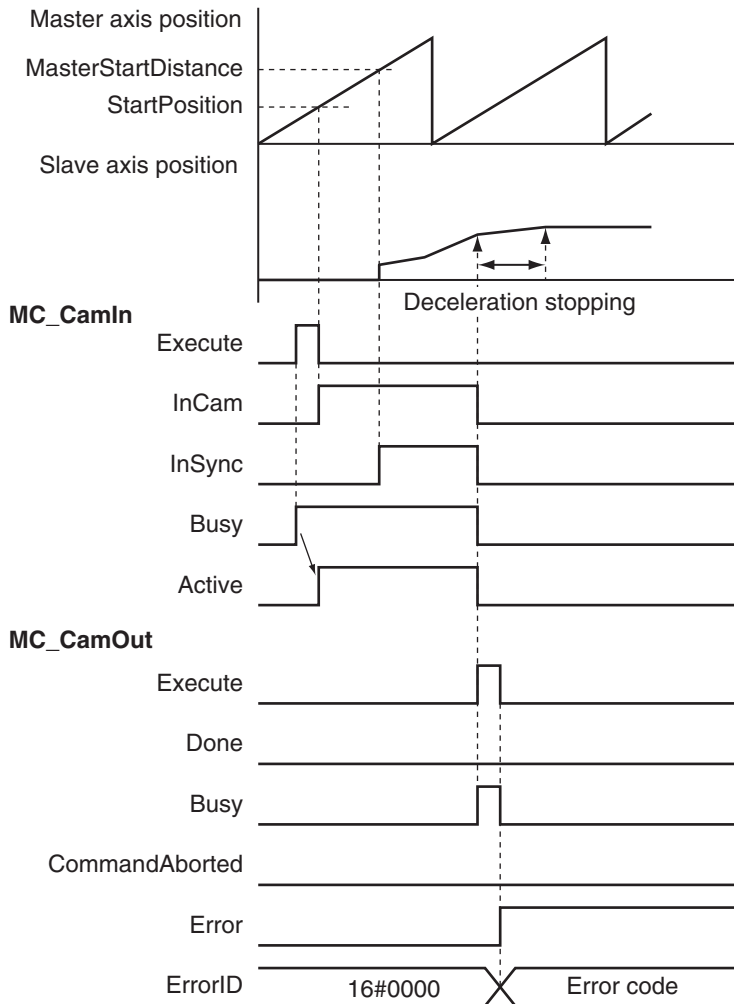 Master axis position
MasterStartDistance
StartPosition
Slave axis position
Deceleration stopping
MC_CamIn
Execute
InCam
InSync
Busy
Active
MC_CamOut
Execute
Done
Busy
CommandAborted
Error
ErrorID 16#0000 Error code